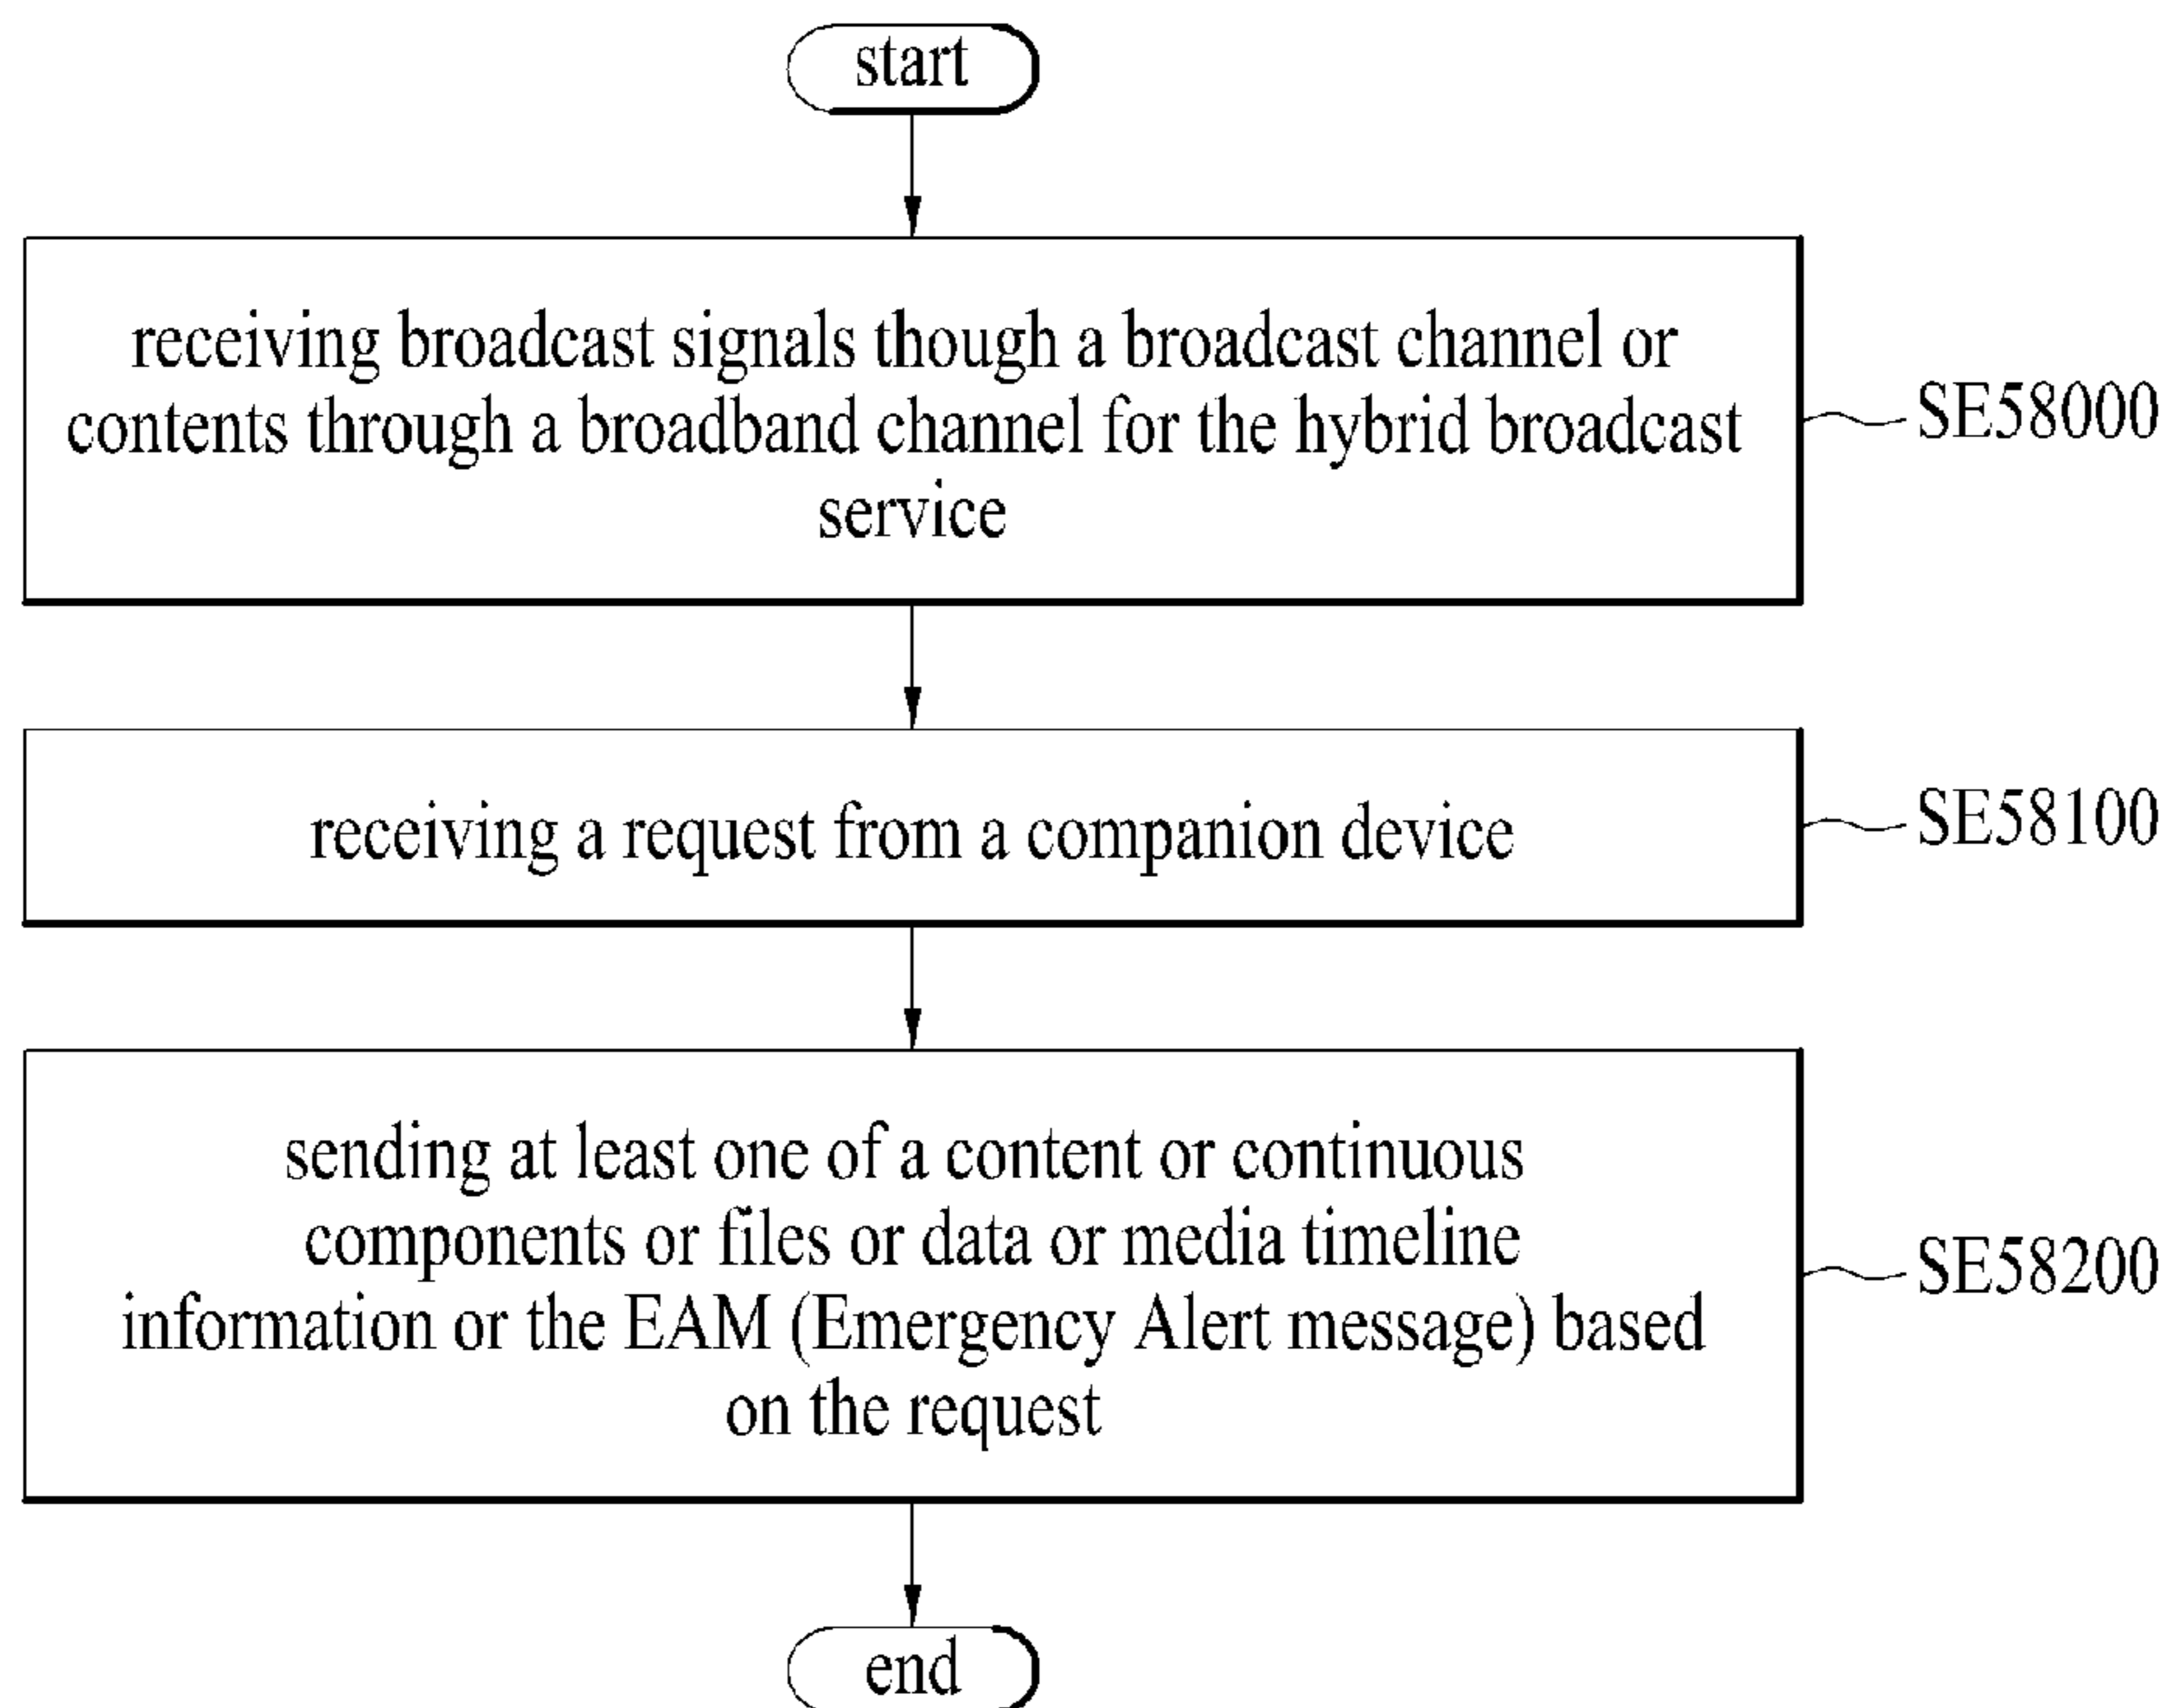 start
receiving broadcast signals though a broadcast channel or
contents through a broadband channel for the hybrid broadcast
service
SE58000
receiving a request from a companion device
SE58100
sending at least one of a content or continuous
components or files or data or media timeline
information or the EAM (Emergency Alert message) based
on the request
SE58200
end